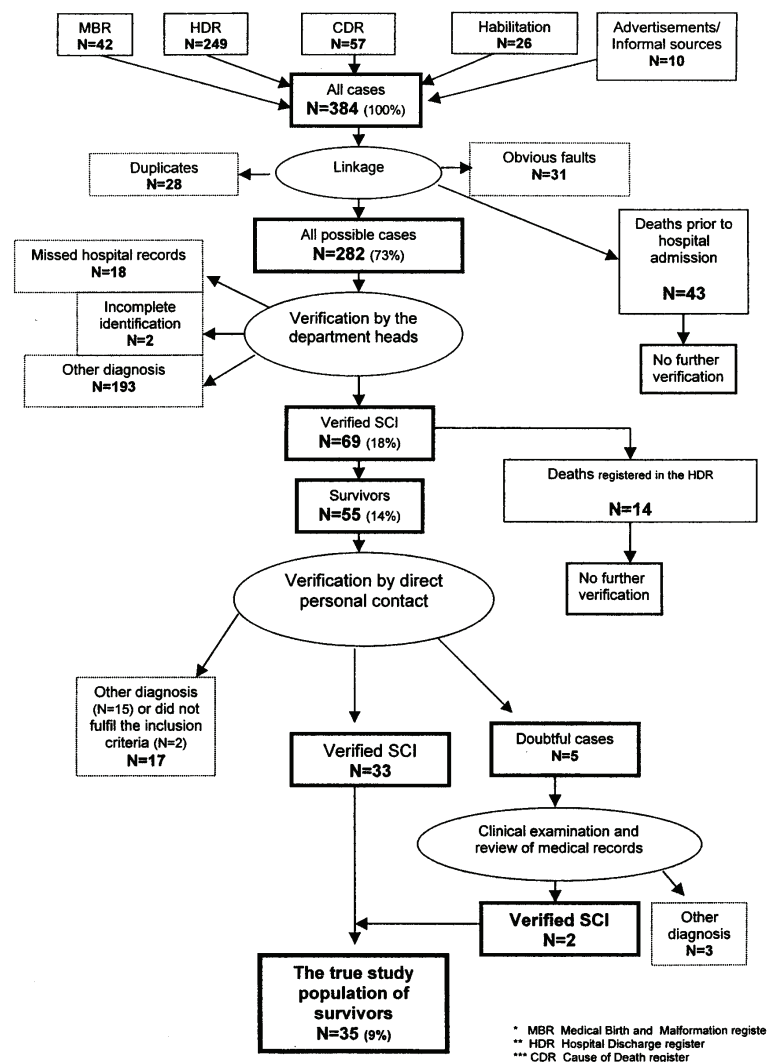 MBR
N=42
HDR
N=249
CDR
N=57
Habilitation
N=26
Advertisements/
Informal sources
N=10
All cases
N=384 (100%)
Linkage
Duplicates
N=28
Obvious faults
N=31
All possible cases
N=282 (73%)
Deaths prior to
hospital
admission
N=43
Missed hospital records
N=18
Incomplete
identification
N=2
Other diagnosis
N=193
Verification by the
department heads
No further
verification
Verified SCI
N=69 (18%)
Deaths registered in the HDR
N=14
Survivors
N=55 (14%)
No further
verification
Verification by direct
personal contact
Other diagnosis
(N=15) or did not
fulfil the inclusion
criteria (N=2)
N=17
Verified SCI
N=33
Doubtful cases
N=5
Clinical examination and
review of medical records
Verified SCI
N=2
Other
diagnosis
N=3
The true study
population of
survivors
N=35 (9%)
* MBR Medical Birth and Malformation registe
** HDR Hospital Discharge register
*** CDR Cause of Death register